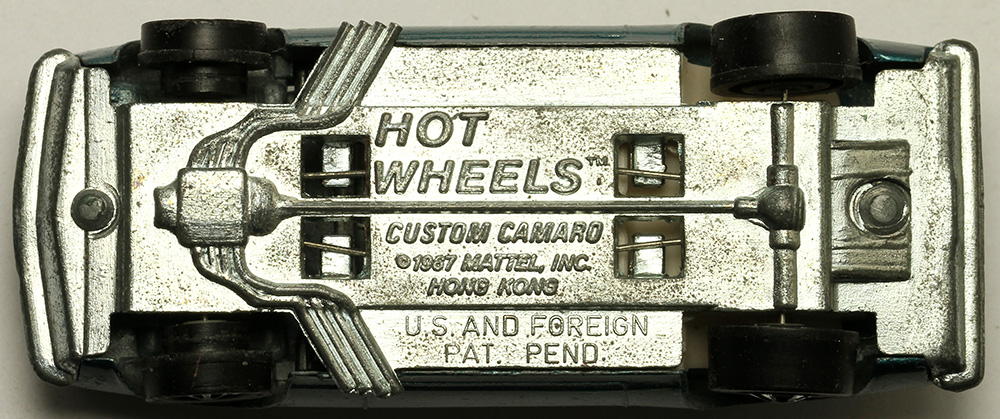 HOT
WHEELS™
CUSTOM CAMARO
©1967 MATTEL, INC.
HONG KONG
U.S. AND FOREIGN
PAT. PEND.